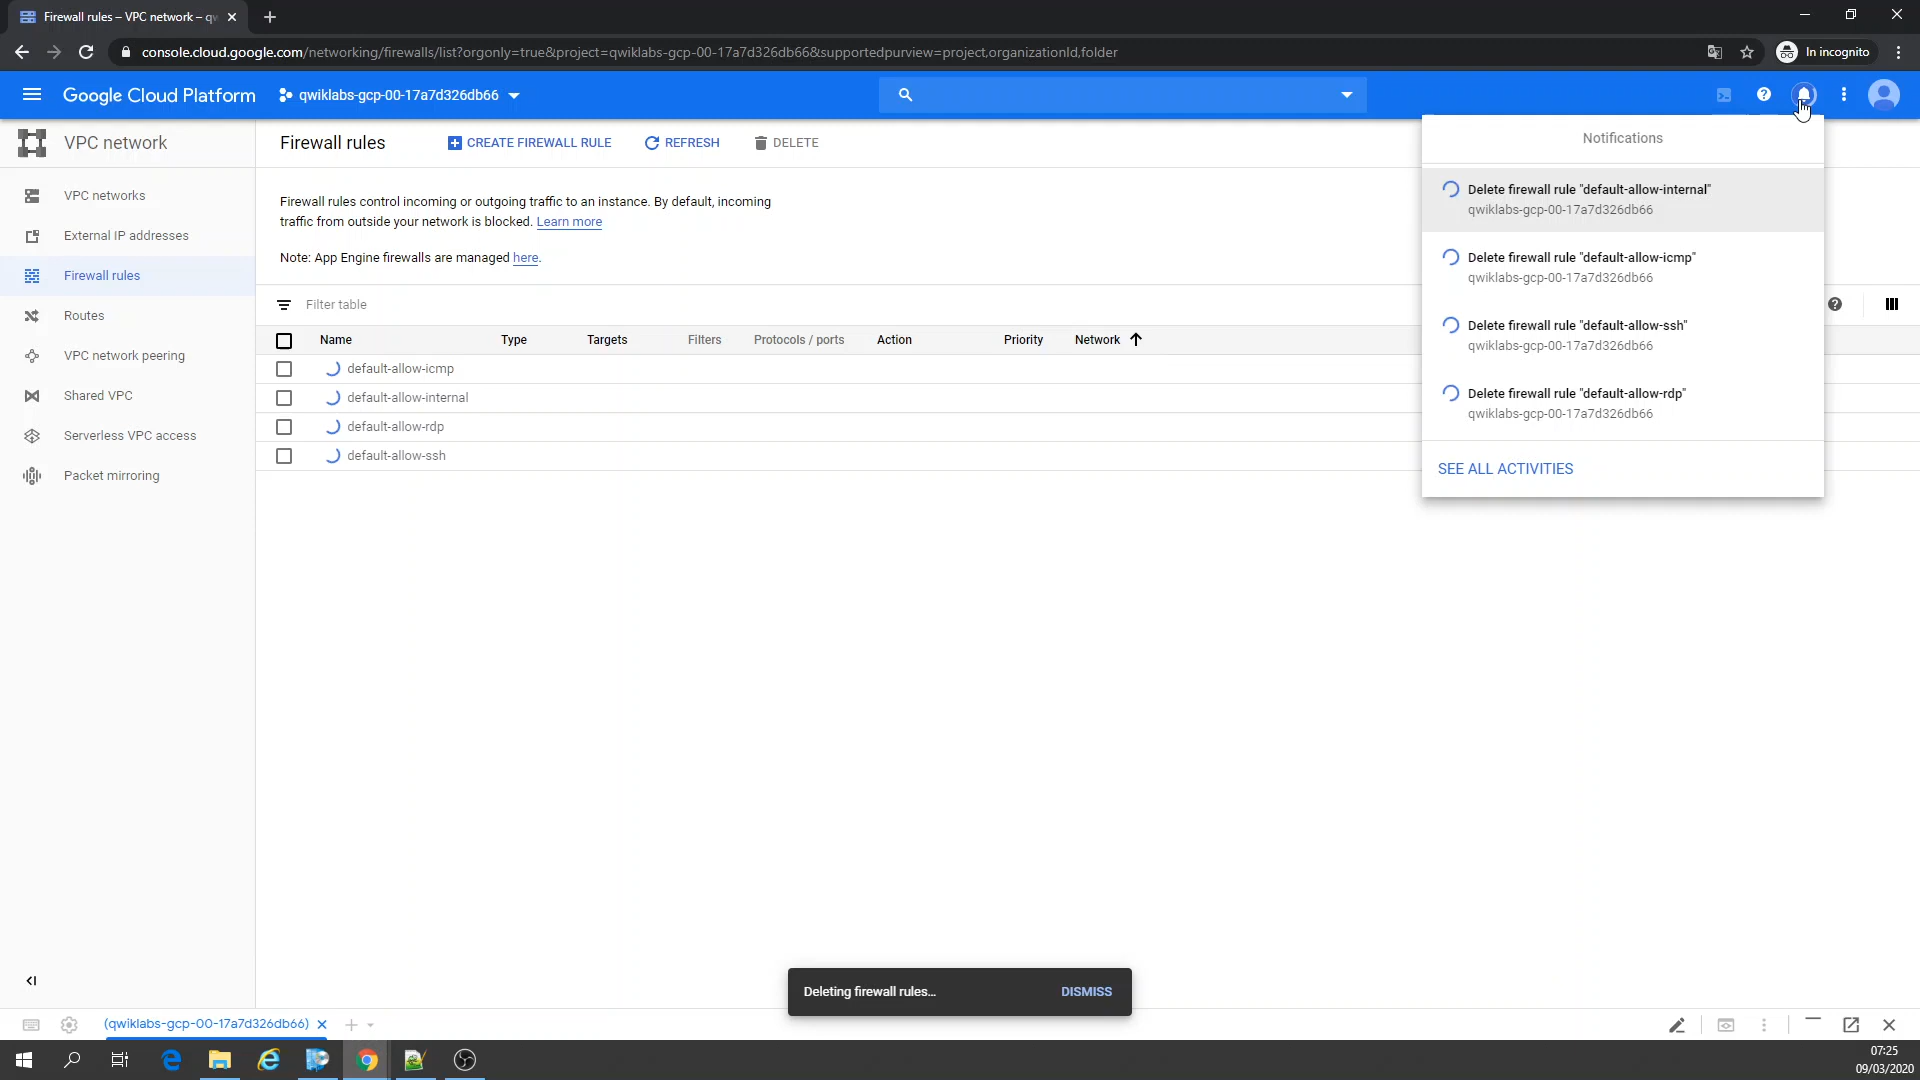 Firewall rules – VPC network – qw
console.cloud.google.com/networking/firewalls/list?orgonly=true&project=qwiklabs-gcp-00-17a7d326db66&supportedpurview=project,organizationId,folder
In incognito
Google Cloud Platform
qwiklabs-gcp-00-17a7d326db66
VPC network
VPC networks
External IP addresses
Firewall rules
Routes
VPC network peering
Shared VPC
Serverless VPC access
Packet mirroring
Firewall rules
CREATE FIREWALL RULE
REFRESH
DELETE
Firewall rules control incoming or outgoing traffic to an instance. By default, incoming
traffic from outside your network is blocked. Learn more
Note: App Engine firewalls are managed here.
Filter table
Name Type Targets Filters Protocols / ports Action Priority Network
default-allow-icmp
default-allow-internal
default-allow-rdp
default-allow-ssh
Notifications
Delete firewall rule "default-allow-internal"
qwiklabs-gcp-00-17a7d326db66
Delete firewall rule "default-allow-icmp"
qwiklabs-gcp-00-17a7d326db66
Delete firewall rule "default-allow-ssh"
qwiklabs-gcp-00-17a7d326db66
Delete firewall rule "default-allow-rdp"
qwiklabs-gcp-00-17a7d326db66
SEE ALL ACTIVITIES
Deleting firewall rules...
DISMISS
(qwiklabs-gcp-00-17a7d326db66)
07:25
09/03/2020